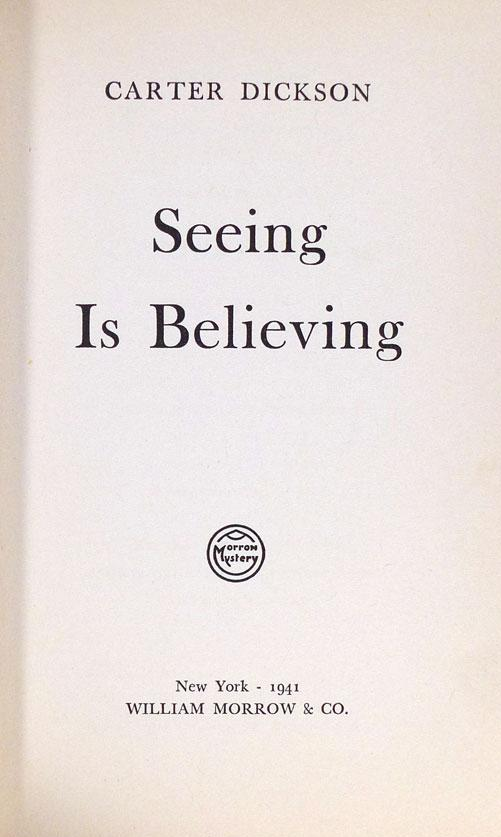 CARTER DICKSON
Seeing
Is Believing
Morrow
Mystery
New York - 1941
WILLIAM MORROW & CO.